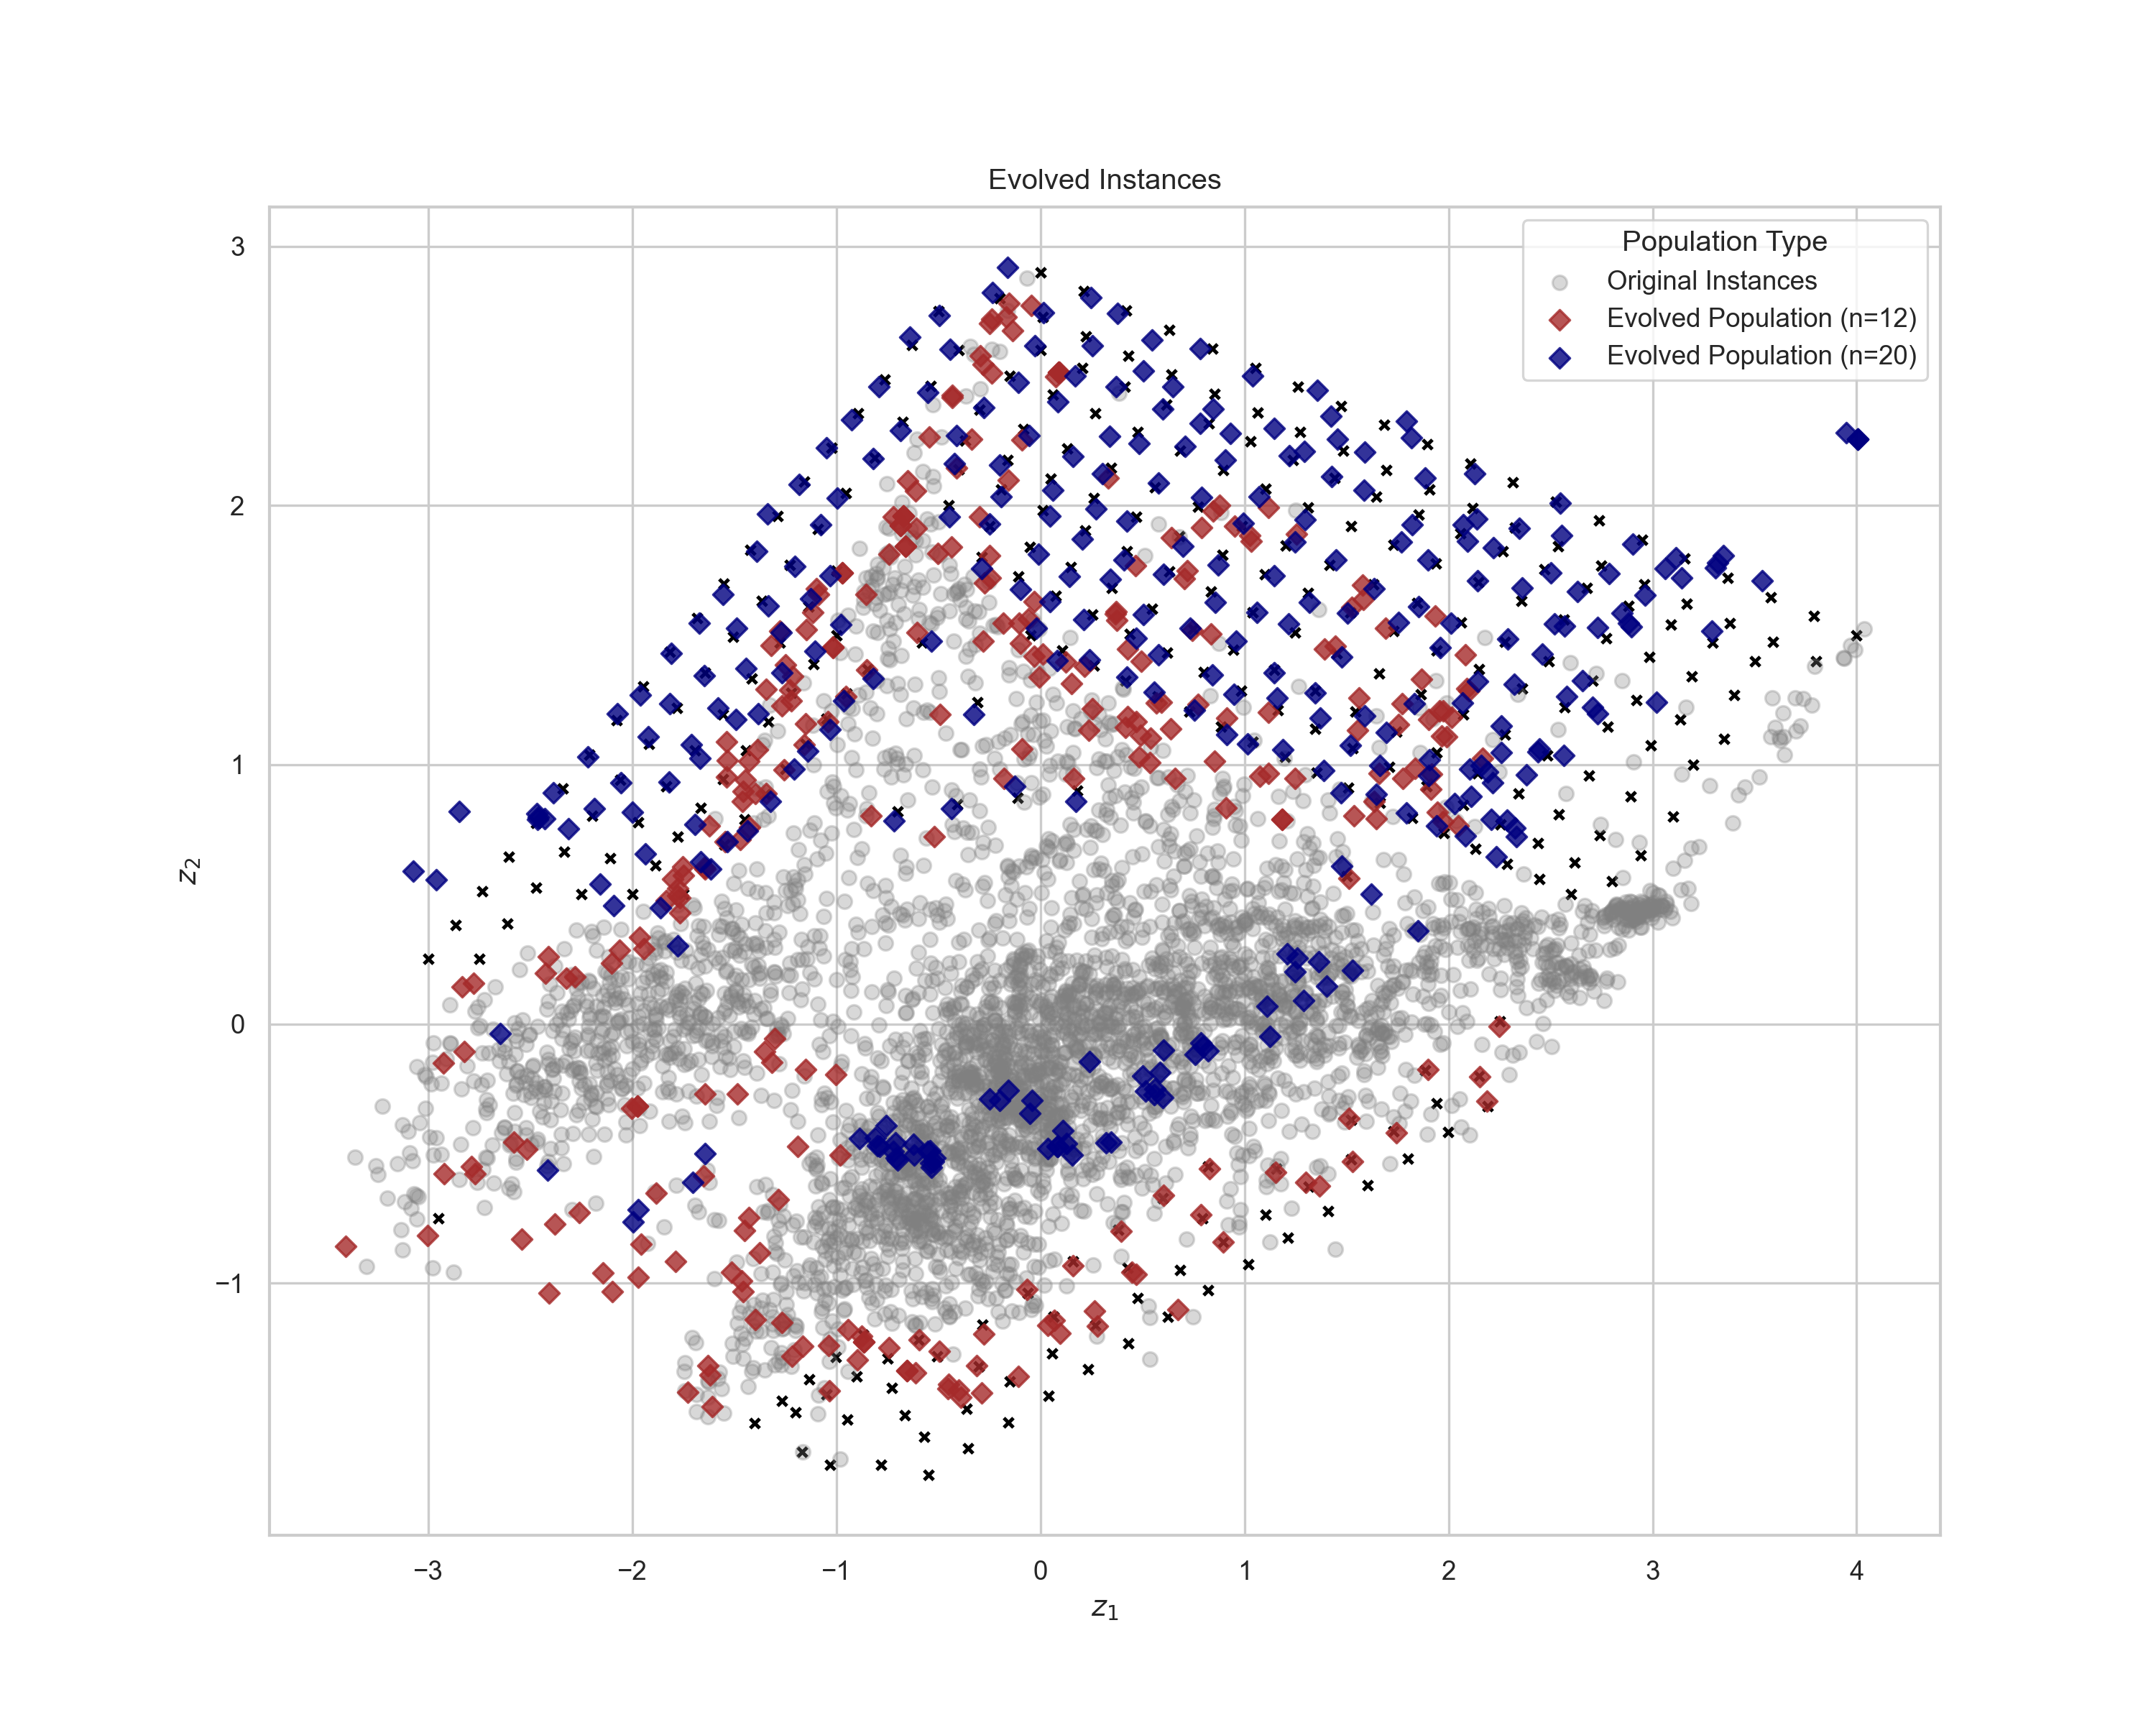 Evolved Instances
Population Type
Original Instances
Evolved Population (n=12)
Evolved Population (n=20)
3
2
1
0
−1
z2
−3
−2
−1
0
1
2
3
4
z1